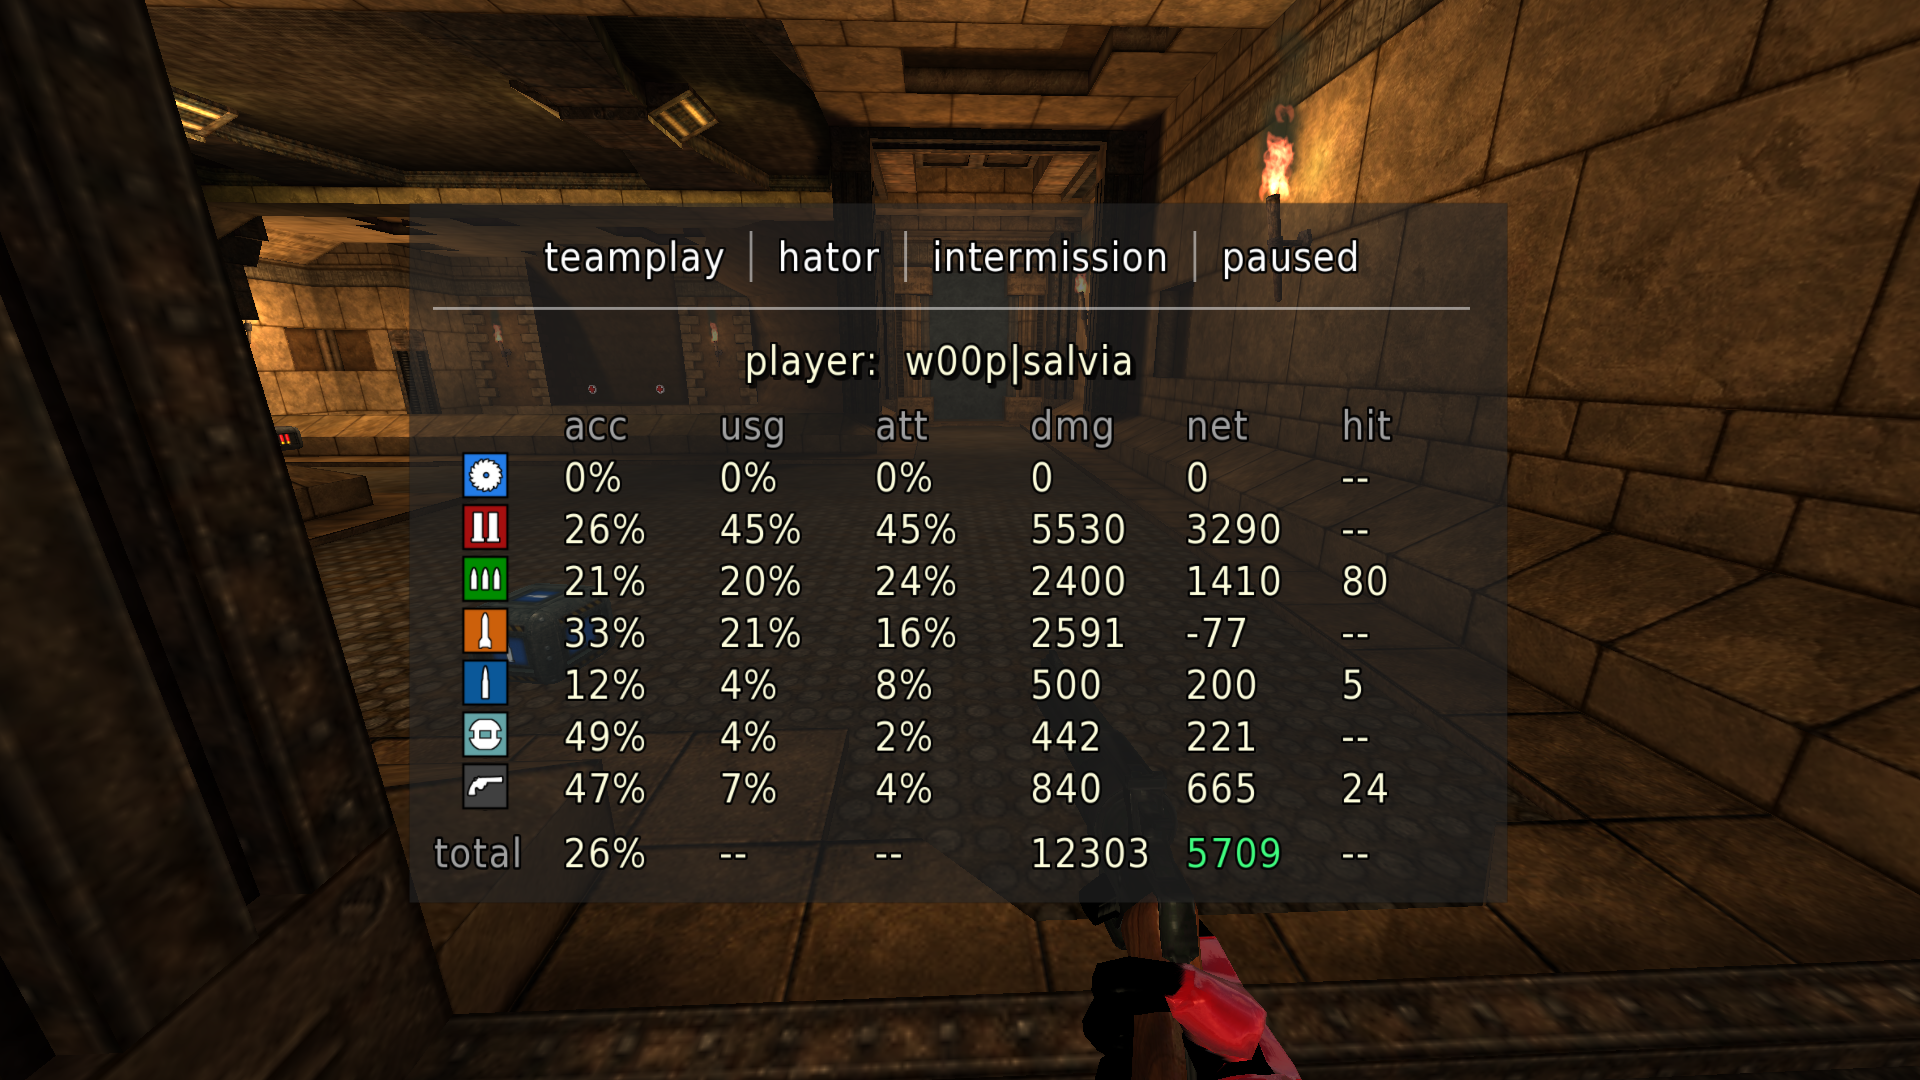 teamplay | hator | intermission | paused
player: w00p|salvia
acc usg att dmg net hit
0% 0% 0% 0 0 --
26% 45% 45% 5530 3290 --
21% 20% 24% 2400 1410 80
33% 21% 16% 2591 -77 --
12% 4% 8% 500 200 5
49% 4% 2% 442 221 --
47% 7% 4% 840 665 24
total 26% -- -- 12303 5709 --